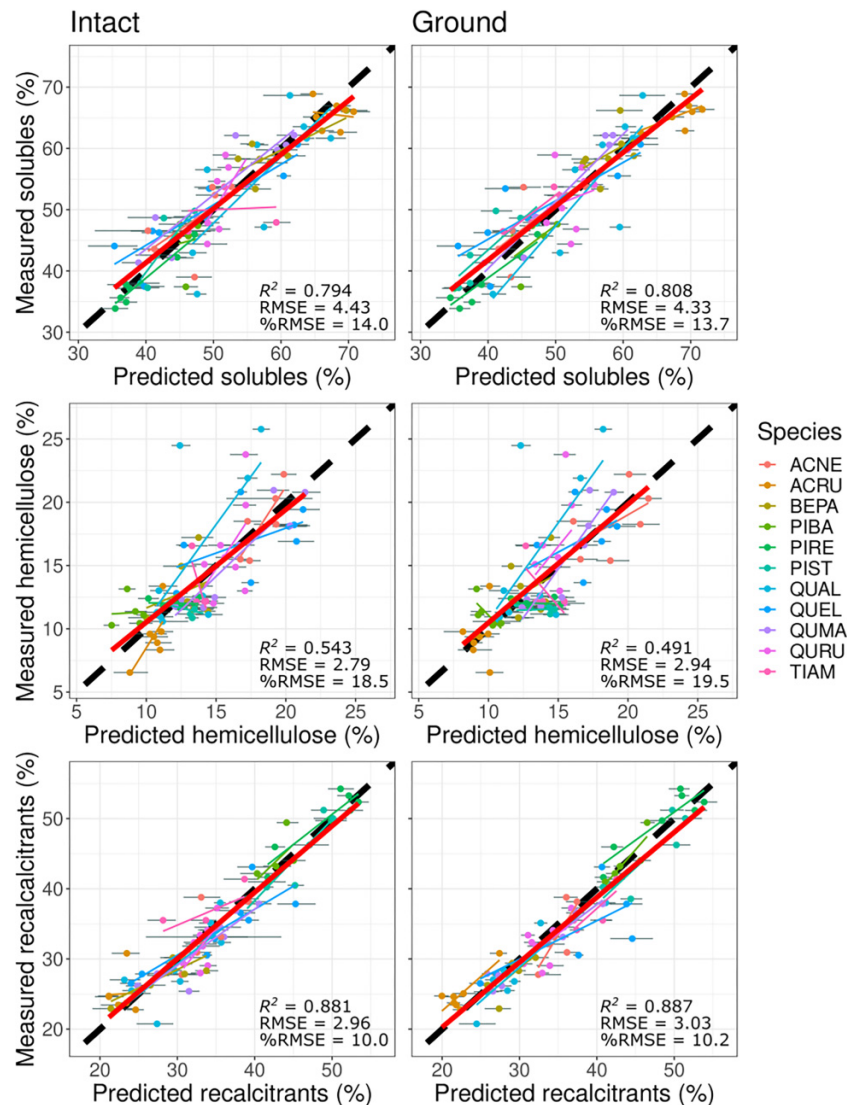 Intact
Ground
Measured solubles (%)
70
60
50
40
30
R² = 0.794
RMSE = 4.43
%RMSE = 14.0
30 40 50 60 70
Predicted solubles (%)
R² = 0.808
RMSE = 4.33
%RMSE = 13.7
30 40 50 60 70
Predicted solubles (%)
Measured hemicellulose (%)
25
20
15
10
5
R² = 0.543
RMSE = 2.79
%RMSE = 18.5
5 10 15 20 25
Predicted hemicellulose (%)
R² = 0.491
RMSE = 2.94
%RMSE = 19.5
5 10 15 20 25
Predicted hemicellulose (%)
Species
ACNE
ACRU
BEPA
PIBA
PIRE
PIST
QUAL
QUEL
QUMA
QURU
TIAM
Measured recalcalcitrants (%)
50
40
30
20
R² = 0.881
RMSE = 2.96
%RMSE = 10.0
20 30 40 50
Predicted recalcitrants (%)
R² = 0.887
RMSE = 3.03
%RMSE = 10.2
20 30 40 50
Predicted recalcitrants (%)